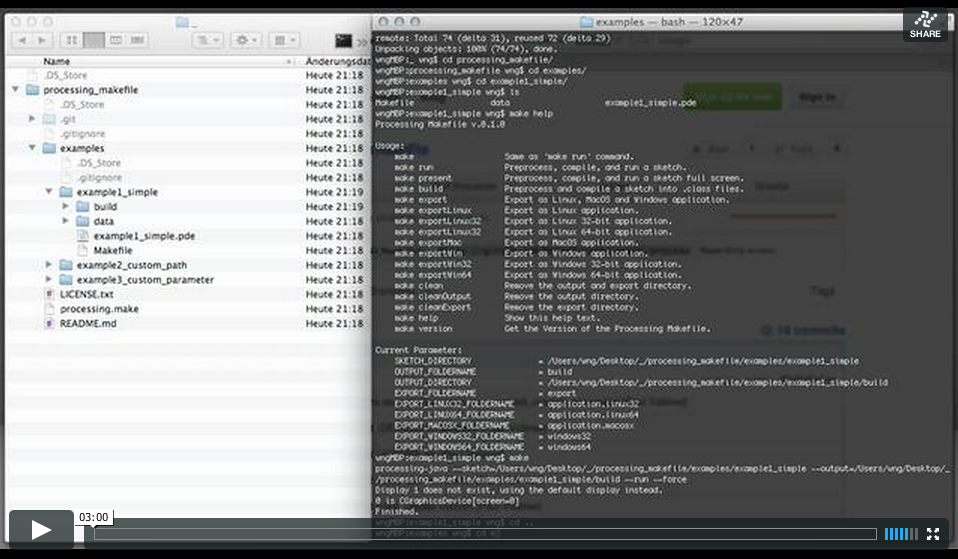 _
Name
Änderungsdat
.DS_Store Heute 21:18
processing_makefile Heute 21:18
.DS_Store Heute 21:18
.git Heute 21:18
.gitignore Heute 21:18
examples Heute 21:18
.DS_Store Heute 21:18
.gitignore Heute 21:18
example1_simple Heute 21:19
build Heute 21:19
data Heute 21:18
example1_simple.pde Heute 21:18
Makefile Heute 21:18
example2_custom_path Heute 21:18
example3_custom_parameter Heute 21:18
LICENSE.txt Heute 21:18
processing.make Heute 21:18
README.md Heute 21:18
examples — bash — 120×47
SHARE
remote: Total 74 (delta 31), reused 72 (delta 29)
Unpacking objects: 100% (74/74), done.
wngMBP:_ wng$ cd processing_makefile/
wngMBP:processing_makefile wng$ cd examples/
wngMBP:examples wng$ cd example1_simple/
wngMBP:example1_simple wng$ ls
Makefile data example1_simple.pde
wngMBP:example1_simple wng$ make help
Processing Makefile v.0.1.0
Usage:
make Same as 'make run' command.
make run Preprocess, compile, and run a sketch.
make present Preprocess, compile, and run a sketch full screen.
make build Preprocess and compile a sketch into .class files.
make export Export as Linux, MacOS and Windows application.
make exportLinux Export as Linux application.
make exportLinux32 Export as Linux 32-bit application.
make exportLinux32 Export as Linux 64-bit application.
make exportMac Export as MacOS application.
make exportWin Export as Windows application.
make exportWin32 Export as Windows 32-bit application.
make exportWin64 Export as Windows 64-bit application.
make clean Remove the output and export directory.
make cleanOutput Remove the output directory.
make cleanExport Remove the export directory.
make help Show this help text.
make version Get the Version of the Processing Makefile.
Current Parameter:
SKETCH_DIRECTORY = /Users/wng/Desktop/_/processing_makefile/examples/example1_simple
OUTPUT_FOLDERNAME = build
OUTPUT_DIRECTORY = /Users/wng/Desktop/_/processing_makefile/examples/example1_simple/build
EXPORT_FOLDERNAME = export
EXPORT_LINUX32_FOLDERNAME = application.linux32
EXPORT_LINUX64_FOLDERNAME = application.linux64
EXPORT_MACOSX_FOLDERNAME = application.macosx
EXPORT_WINDOWS32_FOLDERNAME = windows32
EXPORT_WINDOWS64_FOLDERNAME = windows64
wngMBP:example1_simple wng$ make
processing-java --sketch=/Users/wng/Desktop/_/processing_makefile/examples/example1_simple --output=/Users/wng/Desktop/_
/processing_makefile/examples/example1_simple/build --run --force
Display 1 does not exist, using the default display instead.
0 is CGraphicsDevice[screen=0]
Finished.
wngMBP:example1_simple wng$ cd ..
wngMBP:examples wng$ cd e
03:00